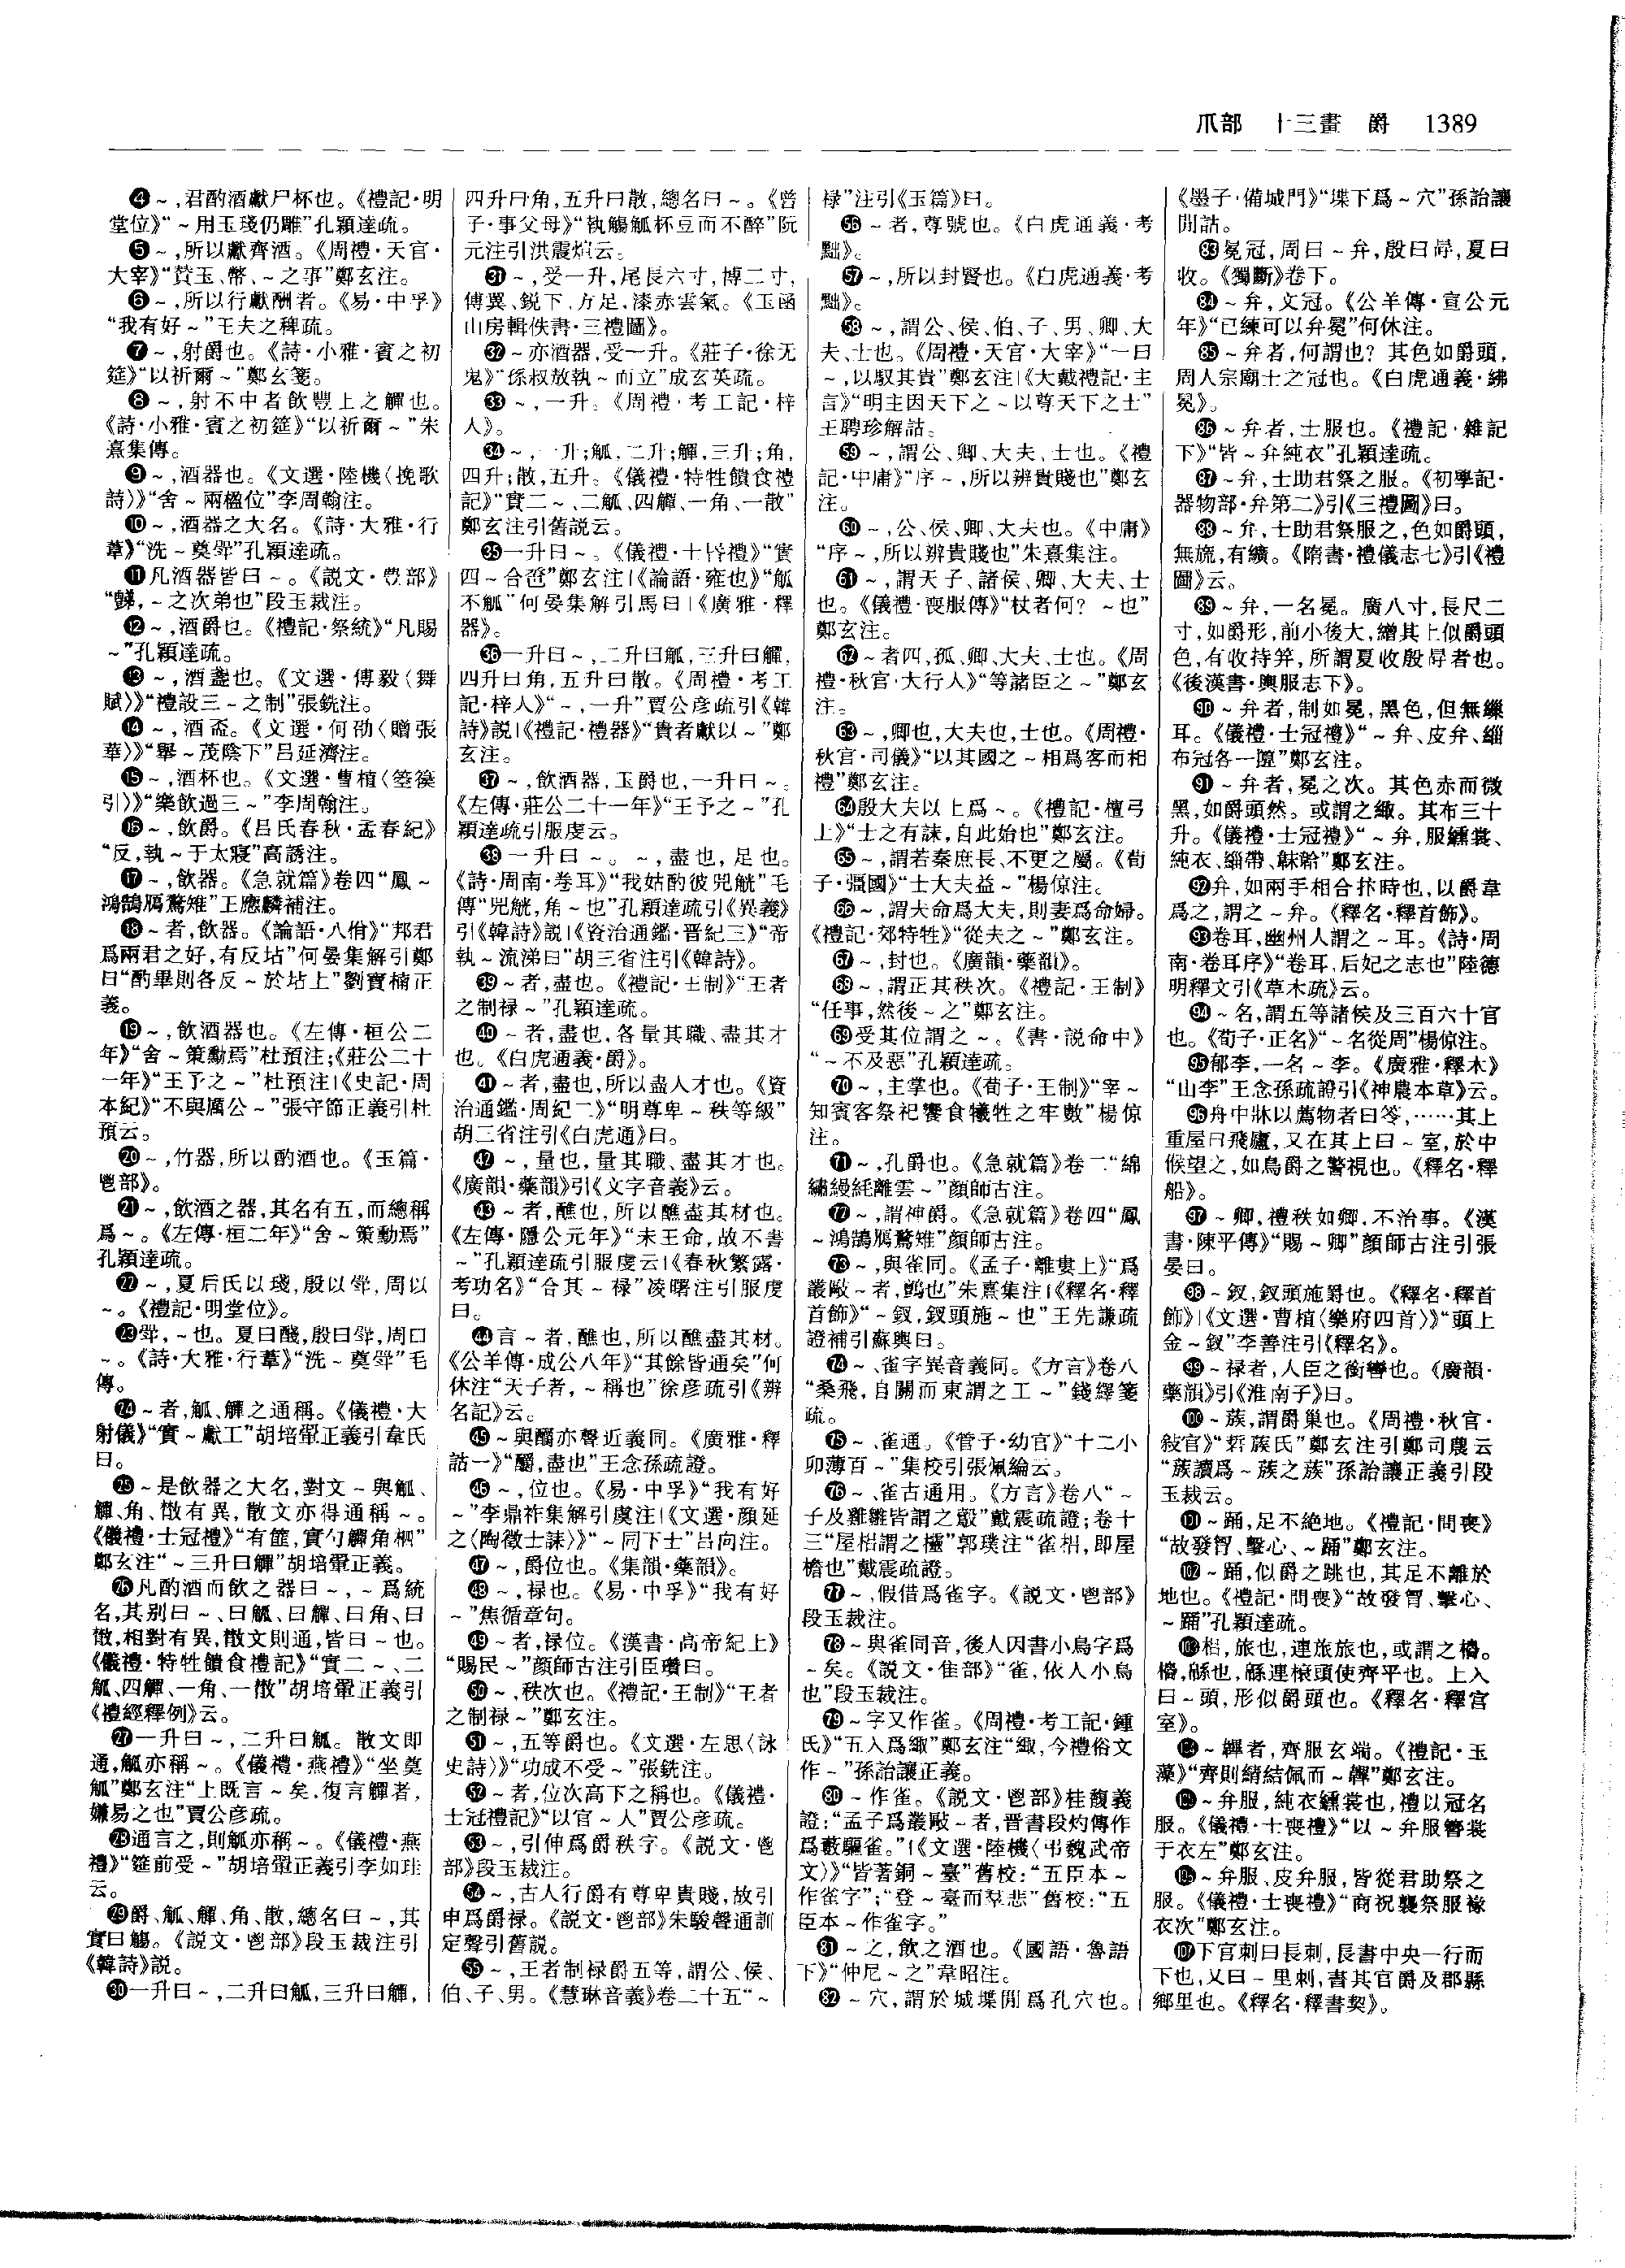 爪部　十三畫　爵　1389
❹～,君酌酒獻尸杯也。《禮記·明
堂位》“～用玉琖仍雕”孔穎達疏。
❺～,所以獻齊酒。《周禮·天官·
大宰》“贊玉、幣、～之事”鄭玄注。
❻～,所以行獻酬者。《易·中孚》
“我有好～”王夫之稗疏。
❼～,射爵也。《詩·小雅·賓之初
筵》“以祈爾～”鄭玄箋。
❽～,射不中者飲豐上之觶也。
《詩·小雅·賓之初筵》“以祈爾～”朱
熹集傳。
❾～,酒器也。《文選·陸機〈挽歌
詩〉》“舍～兩楹位”李周翰注。
❿～,酒器之大名。《詩·大雅·行
葦》“洗～奠斝”孔穎達疏。
⓫凡酒器皆曰～。《説文·豊部》
“豑,～之次弟也”段玉裁注。
⓬～,酒爵也。《禮記·祭統》“凡賜
～”孔穎達疏。
⓭～,酒盞也。《文選·傅毅〈舞
賦〉》“禮設三～之制”張銑注。
⓮～,酒盃。《文選·何劭〈贈張
華〉》“舉～茂陰下”吕延濟注。
⓯～,酒杯也。《文選·曹植〈箜篌
引〉》“樂飲過三～”李周翰注。
⓰～,飲爵。《吕氏春秋·孟春紀》
“反,執～于太寢”高誘注。
⓱～,飲器。《急就篇》卷四“鳳～
鴻鵠鴈鶩雉”王應麟補注。
⓲～者,飲器。《論語·八佾》“邦君
爲兩君之好,有反坫”何晏集解引鄭
曰“酌畢則各反～於坫上”劉寶楠正
義。
⓳～,飲酒器也。《左傳·桓公二
年》“舍～策勳焉”杜預注;《莊公二十
一年》“王予之～”杜預注|《史記·周
本紀》“不與厲公～”張守節正義引杜
預云。
⓴～,竹器,所以酌酒也。《玉篇·
鬯部》。
㉑～,飲酒之器,其名有五,而總稱
爲～。《左傳·桓二年》“舍～策勳焉”
孔穎達疏。
㉒～,夏后氏以琖,殷以斝,周以
～。《禮記·明堂位》。
㉓斝,～也。夏曰醆,殷曰斝,周曰
～。《詩·大雅·行葦》“洗～奠斝”毛
傳。
㉔～者,觚、觶之通稱。《儀禮·大
射儀》“實～獻工”胡培翬正義引韋氏
曰。
㉕～是飲器之大名,對文～與觚、
觶、角、散有異,散文亦得通稱～。
《儀禮·士冠禮》“有篚,實勺觶角柶”
鄭玄注“～三升曰觶”胡培翬正義。
㉖凡酌酒而飲之器曰～,～爲統
名,其别曰～、曰觚、曰觶、曰角、曰
散,相對有異,散文則通,皆曰～也。
《儀禮·特牲饋食禮記》“實二～、二
觚、四觶、一角、一散”胡培翬正義引
《禮經釋例》云。
㉗一升曰～,二升曰觚。散文即
通,觚亦稱～。《儀禮·燕禮》“坐奠
觚”鄭玄注“上既言～矣,復言觶者,
嫌易之也”賈公彦疏。
㉘通言之,則觚亦稱～。《儀禮·燕
禮》“筵前受～”胡培翬正義引李如圭
云。
㉙爵、觚、觶、角、散,總名曰～,其
實曰觴。《説文·鬯部》段玉裁注引
《韓詩》説。
㉚一升曰～,二升曰觚,三升曰觶,
四升曰角,五升曰散,總名曰～。《曾
子·事父母》“執觴觚杯豆而不醉”阮
元注引洪震煊云。
㉛～,受一升,尾長六寸,博二寸,
傅翼、鋭下,方足,漆赤雲氣。《玉函
山房輯佚書·三禮圖》。
㉜～亦酒器,受一升。《莊子·徐无
鬼》“孫叔敖執～而立”成玄英疏。
㉝～,一升。《周禮·考工記·梓
人》。
㉞～,一升;觚,二升;觶,三升;角,
四升;散,五升。《儀禮·特牲饋食禮
記》“實二～、二觚、四觶、一角、一散”
鄭玄注引舊説云。
㉟一升曰～。《儀禮·士昏禮》“實
四～合卺”鄭玄注|《論語·雍也》“觚
不觚”何晏集解引馬曰|《廣雅·釋
器》。
㊱一升曰～,二升曰觚,三升曰觶,
四升曰角,五升曰散。《周禮·考工
記·梓人》“～,一升”賈公彦疏引《韓
詩》説|《禮記·禮器》“貴者獻以～”鄭
玄注。
㊲～,飲酒器,玉爵也,一升曰～。
《左傳·莊公二十一年》“王予之～”孔
穎達疏引服虔云。
㊳一升曰～。～,盡也,足也。
《詩·周南·卷耳》“我姑酌彼兕觥”毛
傳“兕觥,角～也”孔穎達疏引《異義》
引《韓詩》説|《資治通鑑·晋紀三》“帝
執～流涕曰”胡三省注引《韓詩》。
㊴～者,盡也。《禮記·王制》“王者
之制禄～”孔穎達疏。
㊵～者,盡也,各量其職、盡其才
也。《白虎通義·爵》。
㊶～者,盡也,所以盡人才也。《資
治通鑑·周紀二》“明尊卑～秩等級”
胡三省注引《白虎通》曰。
㊷～,量也,量其職、盡其才也。
《廣韻·藥韻》引《文字音義》云。
㊸～者,醮也,所以醮盡其材也。
《左傳·隱公元年》“未王命,故不書
～”孔穎達疏引服虔云|《春秋繁露·
考功名》“合其～禄”凌曙注引服虔
曰。
㊹言～者,醮也,所以醮盡其材。
《公羊傳·成公八年》“其餘皆通矣”何
休注“天子者,～稱也”徐彦疏引《辨
名記》云。
㊺～與釂亦聲近義同。《廣雅·釋
詁一》“釂,盡也”王念孫疏證。
㊻～,位也。《易·中孚》“我有好
～”李鼎祚集解引虞注|《文選·顔延
之〈陶徵士誄〉》“～同下士”吕向注。
㊼～,爵位也。《集韻·藥韻》。
㊽～,禄也。《易·中孚》“我有好
～”焦循章句。
㊾～者,禄位。《漢書·高帝紀上》
“賜民～”顔師古注引臣瓚曰。
㊿～,秩次也。《禮記·王制》“王者
之制禄～”鄭玄注。
51～,五等爵也。《文選·左思〈詠
史詩〉》“功成不受～”張銑注。
52～者,位次高下之稱也。《儀禮·
士冠禮記》“以官～人”賈公彦疏。
53～,引伸爲爵秩字。《説文·鬯
部》段玉裁注。
54～,古人行爵有尊卑貴賤,故引
申爲爵禄。《説文·鬯部》朱駿聲通訓
定聲引舊説。
55～,王者制禄爵五等,謂公、侯、
伯、子、男。《慧琳音義》卷二十五“～
禄”注引《玉篇》曰。
56～者,尊號也。《白虎通義·考
黜》。
57～,所以封賢也。《白虎通義·考
黜》。
58～,謂公、侯、伯、子、男、卿、大
夫、士也。《周禮·天官·大宰》“一曰
～,以馭其貴”鄭玄注|《大戴禮記·主
言》“明主因天下之～以尊天下之士”
王聘珍解詁。
59～,謂公、卿、大夫、士也。《禮
記·中庸》“序～,所以辨貴賤也”鄭玄
注。
60～,公、侯、卿、大夫也。《中庸》
“序～,所以辨貴賤也”朱熹集注。
61～,謂天子、諸侯、卿、大夫、士
也。《儀禮·喪服傳》“杖者何?～也”
鄭玄注。
62～者四,孤、卿、大夫、士也。《周
禮·秋官·大行人》“等諸臣之～”鄭玄
注。
63～,卿也,大夫也,士也。《周禮·
秋官·司儀》“以其國之～相爲客而相
禮”鄭玄注。
64殷大夫以上爲～。《禮記·檀弓
上》“士之有誄,自此始也”鄭玄注。
65～,謂若秦庶長、不更之屬。《荀
子·彊國》“士大夫益～”楊倞注。
66～,謂夫命爲大夫,則妻爲命婦。
《禮記·郊特牲》“從夫之～”鄭玄注。
67～,封也。《廣韻·藥韻》。
68～,謂正其秩次。《禮記·王制》
“任事,然後～之”鄭玄注。
69受其位謂之～。《書·説命中》
“～不及惡”孔穎達疏。
70～,主掌也。《荀子·王制》“宰～
知賓客祭祀饗食犧牲之牢數”楊倞
注。
71～,孔爵也。《急就篇》卷二“綿
繡縵紝離雲～”顔師古注。
72～,謂神爵。《急就篇》卷四“鳳
～鴻鵠鴈鶩雉”顔師古注。
73～,與雀同。《孟子·離婁上》“爲
叢敺～者,鸇也”朱熹集注|《釋名·釋
首飾》“～釵,釵頭施～也”王先謙疏
證補引蘇輿曰。
74～、雀字異音義同。《方言》卷八
“桑飛,自關而東謂之工～”錢繹箋
疏。
75～、雀通。《管子·幼官》“十二小
卯薄百～”集校引張佩綸云。
76～、雀古通用。《方言》卷八“～
子及雞雛皆謂之鷇”戴震疏證;卷十
三“屋梠謂之欞”郭璞注“雀梠,即屋
檐也”戴震疏證。
77～,假借爲雀字。《説文·鬯部》
段玉裁注。
78～與雀同音,後人因書小鳥字爲
～矣。《説文·隹部》“雀,依人小鳥
也”段玉裁注。
79～字又作雀。《周禮·考工記·鍾
氏》“五入爲緅”鄭玄注“緅,今禮俗文
作～”孫詒讓正義。
80～作雀。《説文·鬯部》桂馥義
證:“孟子爲叢敺～者,晋書段灼傳作
爲藪驅雀。”|《文選·陸機〈弔魏武帝
文〉》“皆著銅～臺”舊校:“五臣本～
作雀字”;“登～臺而羣悲”舊校:“五
臣本～作雀字。”
81～之,飲之酒也。《國語·魯語
下》“仲尼～之”韋昭注。
82～穴,謂於城堞間爲孔穴也。
《墨子·備城門》“堞下爲～穴”孫詒讓
閒詁。
83冕冠,周曰～弁,殷曰冔,夏曰
收。《獨斷》卷下。
84～弁,文冠。《公羊傳·宣公元
年》“已練可以弁冕”何休注。
85～弁者,何謂也?其色如爵頭,
周人宗廟士之冠也。《白虎通義·紼
冕》。
86～弁者,士服也。《禮記·雜記
下》“皆～弁純衣”孔穎達疏。
87～弁,士助君祭之服。《初學記·
器物部·弁第二》引《三禮圖》曰。
88～弁,士助君祭服之,色如爵頭,
無旒,有纊。《隋書·禮儀志七》引《禮
圖》云。
89～弁,一名冕。廣八寸,長尺二
寸,如爵形,前小後大,繒其上似爵頭
色,有收持笄,所謂夏收殷冔者也。
《後漢書·輿服志下》。
90～弁者,制如冕,黑色,但無繅
耳。《儀禮·士冠禮》“～弁、皮弁、緇
布冠各一匴”鄭玄注。
91～弁者,冕之次。其色赤而微
黑,如爵頭然。或謂之緅。其布三十
升。《儀禮·士冠禮》“～弁,服纁裳、
純衣、緇帶、韎韐”鄭玄注。
92弁,如兩手相合抃時也,以爵韋
爲之,謂之～弁。《釋名·釋首飾》。
93卷耳,幽州人謂之～耳。《詩·周
南·卷耳序》“卷耳,后妃之志也”陸德
明釋文引《草木疏》云。
94～名,謂五等諸侯及三百六十官
也。《荀子·正名》“～名從周”楊倞注。
95郁李,一名～李。《廣雅·釋木》
“山李”王念孫疏證引《神農本草》云。
96舟中牀以薦物者曰笭,……其上
重屋曰飛廬,又在其上曰～室,於中
候望之,如鳥爵之警視也。《釋名·釋
船》。
97～卿,禮秩如卿,不治事。《漢
書·陳平傳》“賜～卿”顔師古注引張
晏曰。
98～釵,釵頭施爵也。《釋名·釋首
飾》|《文選·曹植〈樂府四首〉》“頭上
金～釵”李善注引《釋名》。
99～禄者,人臣之銜轡也。《廣韻·
藥韻》引《淮南子》曰。
100～蔟,謂爵巢也。《周禮·秋官·
敍官》“硩蔟氏”鄭玄注引鄭司農云
“蔟讀爲～蔟之蔟”孫詒讓正義引段
玉裁云。
101～踊,足不絶地。《禮記·問喪》
“故發胷、擊心、～踊”鄭玄注。
102～踊,似爵之跳也,其足不離於
地也。《禮記·問喪》“故發胷、擊心、
～踊”孔穎達疏。
103梠,旅也,連旅旅也,或謂之櫋。
櫋,緜也,緜連榱頭使齊平也。上入
曰～頭,形似爵頭也。《釋名·釋宫
室》。
104～韠者,齊服玄端。《禮記·玉
藻》“齊則綪結佩而～韠”鄭玄注。
105～弁服,純衣纁裳也,禮以冠名
服。《儀禮·士喪禮》“以～弁服簪裳
于衣左”鄭玄注。
106～弁服、皮弁服,皆從君助祭之
服。《儀禮·士喪禮》“商祝襲祭服褖
衣次”鄭玄注。
107下官刺曰長刺,長書中央一行而
下也,又曰～里刺,書其官爵及郡縣
鄉里也。《釋名·釋書契》。